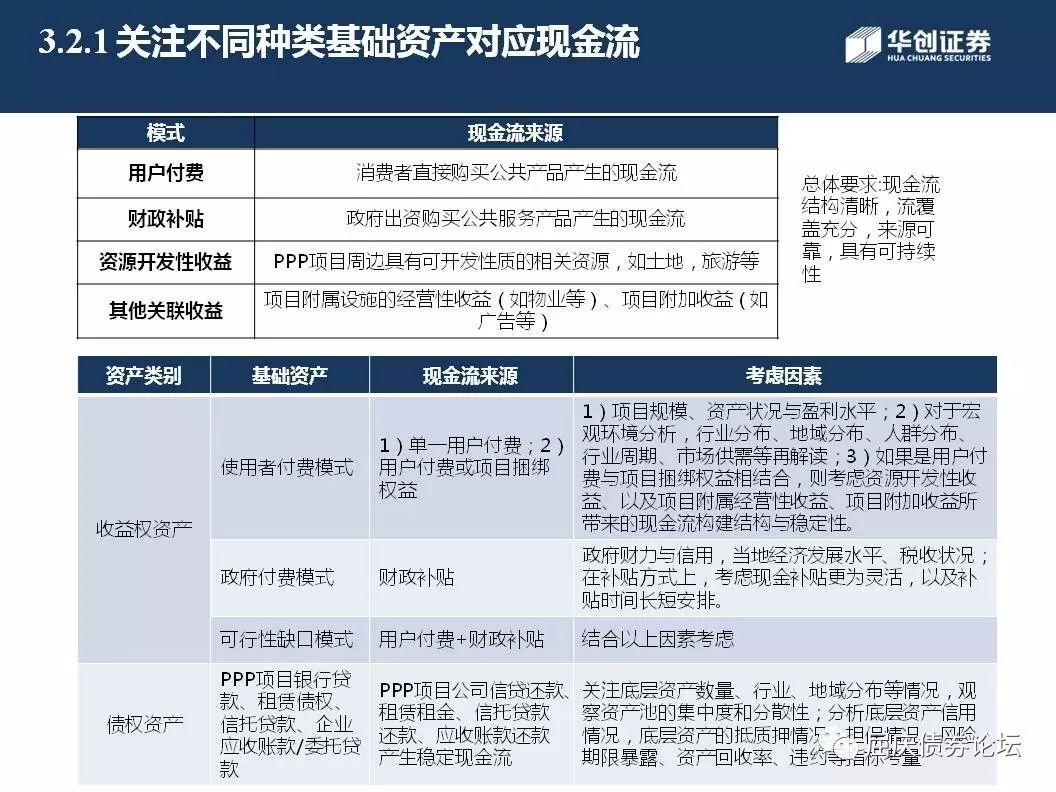 3.2.1关注不同种类基础资产对应现金流
华创证券
HUA CHUANG SECURITIES
模式
现金流来源
用户付费
消费者直接购买公共产品产生的现金流
财政补贴
政府出资购买公共服务产品产生的现金流
资源开发性收益
PPP项目周边具有可开发性质的相关资源，如土地，旅游等
其他关联收益
项目附属设施的经营性收益（如物业等）、项目附加收益（如
广告等）
总体要求:现金流
结构清晰，流覆
盖充分，来源可
靠，具有可持续
性
资产类别
基础资产
现金流来源
考虑因素
收益权资产
使用者付费模式
1）单一用户付费；2）
用户付费或项目捆绑
权益
1）项目规模、资产状况与盈利水平；2）对于宏
观环境分析，行业分布、地域分布、人群分布、
行业周期、市场供需等再解读；3）如果是用户付
费与项目捆绑权益相结合，则考虑资源开发性收
益、以及项目附属经营性收益、项目附加收益所
带来的现金流构建结构与稳定性。
政府付费模式
财政补贴
政府财力与信用，当地经济发展水平、税收状况；
在补贴方式上，考虑现金补贴更为灵活，以及补
贴时间长短安排。
可行性缺口模式
用户付费+财政补贴
结合以上因素考虑
债权资产
PPP项目银行贷
款、租赁债权、
信托贷款、企业
应收账款/委托贷
款
PPP项目公司信贷还款、
租赁租金、信托贷款
还款、应收账款还款
产生稳定现金流
关注底层资产数量、行业、地域分布等情况，观
察资产池的集中度和分散性；分析底层资产信用
情况，底层资产的抵质押情况、担保情况、风险
期限暴露、资产回收率、违约等指标考量
债券论坛